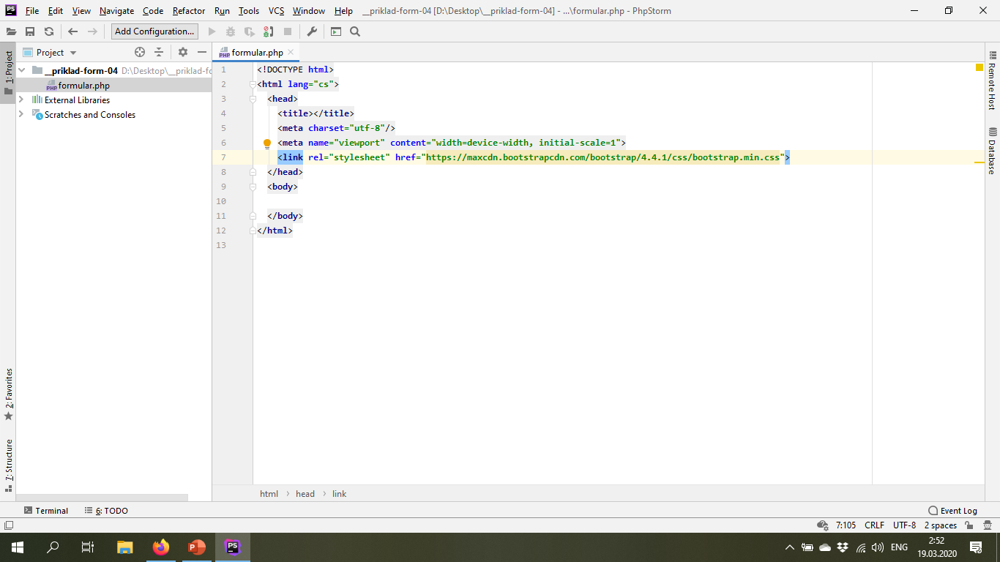 PS File Edit View Navigate Code Refactor Run Tools VCS Window Help __priklad-form-04 [D:\Desktop\__priklad-form-04] - ...\formular.php - PhpStorm
Add Configuration...
1: Project
Project
__priklad-form-04 D:\Desktop\__priklad-fo
formular.php
External Libraries
Scratches and Consoles
2: Favorites
7: Structure
formular.php
1 <!DOCTYPE html>
2 <html lang="cs">
3 <head>
4 <title></title>
5 <meta charset="utf-8"/>
6 <meta name="viewport" content="width=device-width, initial-scale=1">
7 <link rel="stylesheet" href="https://maxcdn.bootstrapcdn.com/bootstrap/4.4.1/css/bootstrap.min.css">
8 </head>
9 <body>
10
11 </body>
12 </html>
13
Remote Host
Database
html > head > link
Terminal 6: TODO Event Log
7:105 CRLF UTF-8 2 spaces
PS ENG 2:52
19.03.2020